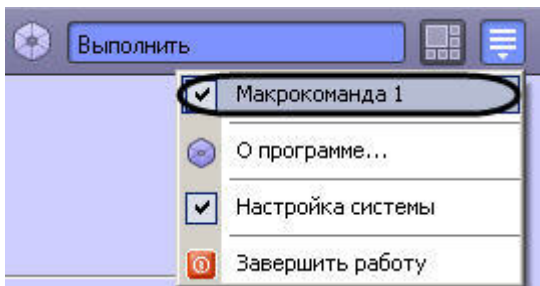 Выполнить
Макрокоманда 1
О программе...
Настройка системы
Завершить работу